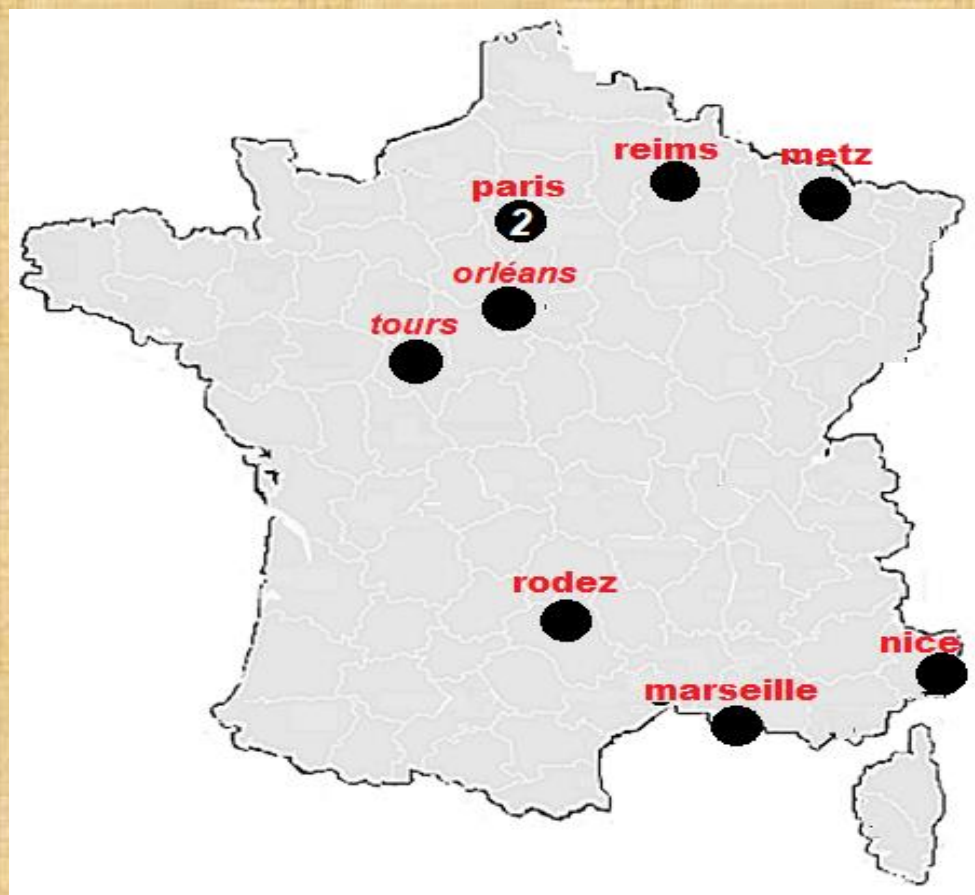 reims
metz
paris
2
orléans
tours
rodez
nice
marseille